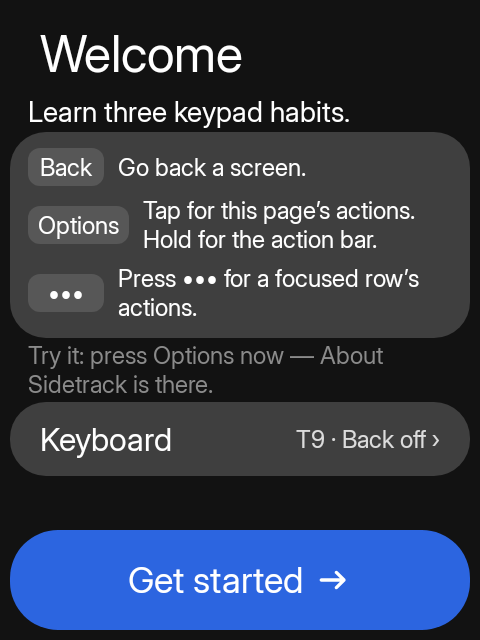 Welcome
Learn three keypad habits.
Back Go back a screen.
Options Tap for this page’s actions.
Hold for the action bar.
••• Press ••• for a focused row’s
actions.
Try it: press Options now — About
Sidetrack is there.
Keyboard T9 · Back off ›
Get started →